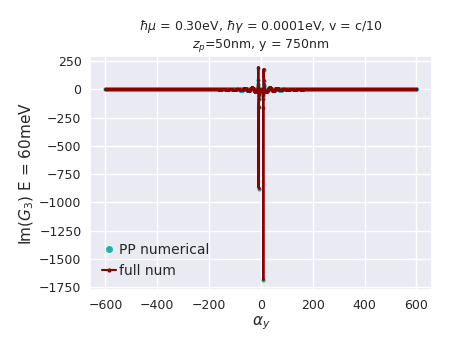 ℏμ = 0.30eV, ℏγ = 0.0001eV, v = c/10
z_p=50nm, y = 750nm
Im(G₃) E = 60meV
250
0
−250
−500
−750
−1000
−1250
−1500
−1750
PP numerical
full num
−600 −400 −200 0 200 400 600
α_y